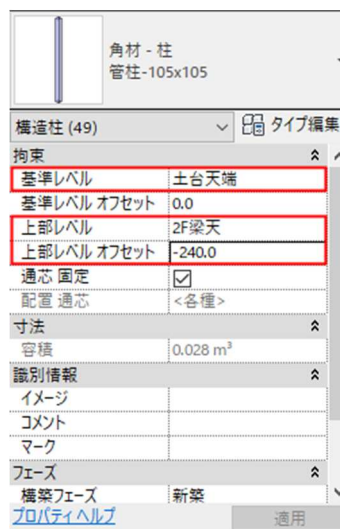 角材 - 柱
管柱-105x105
構造柱 (49) タイプ編集
拘束
基準レベル 土台天端
基準レベル オフセット 0.0
上部レベル 2F梁天
上部レベル オフセット -240.0
通芯 固定
配置 通芯 <各種>
寸法
容積 0.028 m³
識別情報
イメージ
コメント
マーク
フェーズ
構築フェーズ 新築
プロパティ ヘルプ 適用